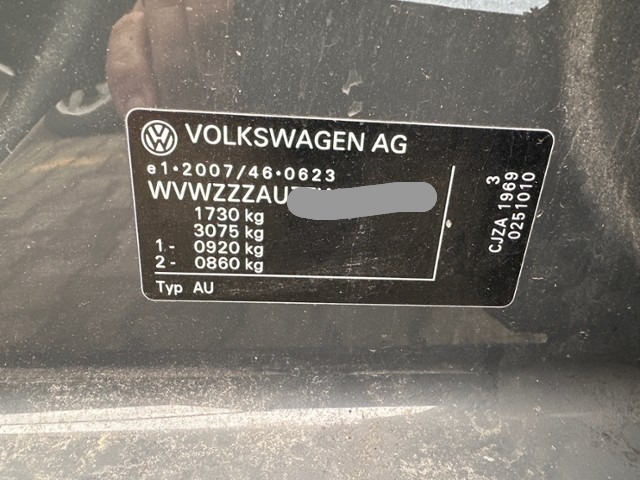 VOLKSWAGEN AG
e1*2007/46*0623
WVWZZZAU
1730 kg
3075 kg
1- 0920 kg
2- 0860 kg
Typ AU
3
CJZA 1969
0251010